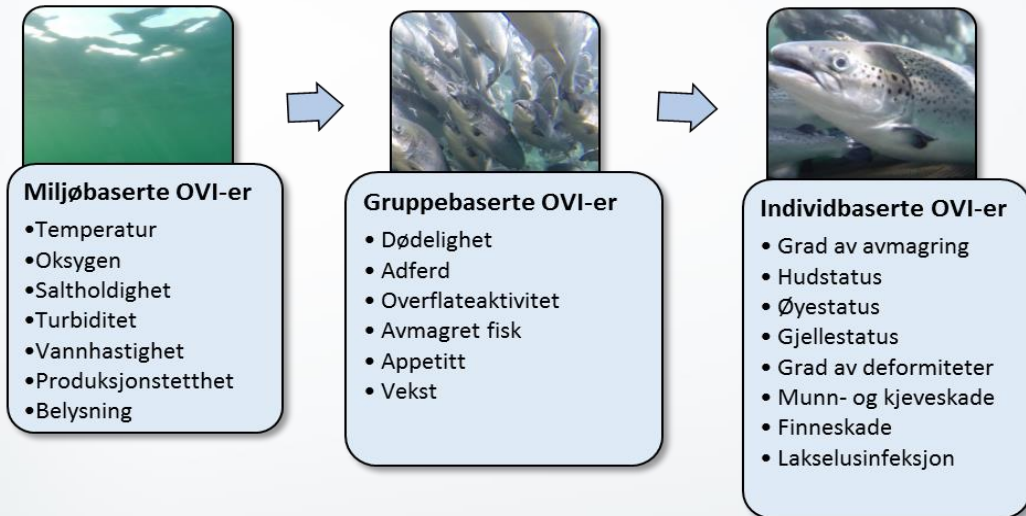 Miljøbaserte OVI-er
•Temperatur
•Oksygen
•Saltholdighet
•Turbiditet
•Vannhastighet
•Produksjonstetthet
•Belysning
Gruppebaserte OVI-er
• Dødelighet
• Adferd
• Overflateaktivitet
• Avmagret fisk
• Appetitt
• Vekst
Individbaserte OVI-er
• Grad av avmagring
• Hudstatus
• Øyestatus
• Gjellestatus
• Grad av deformiteter
• Munn- og kjeveskade
• Finneskade
• Lakselusinfeksjon